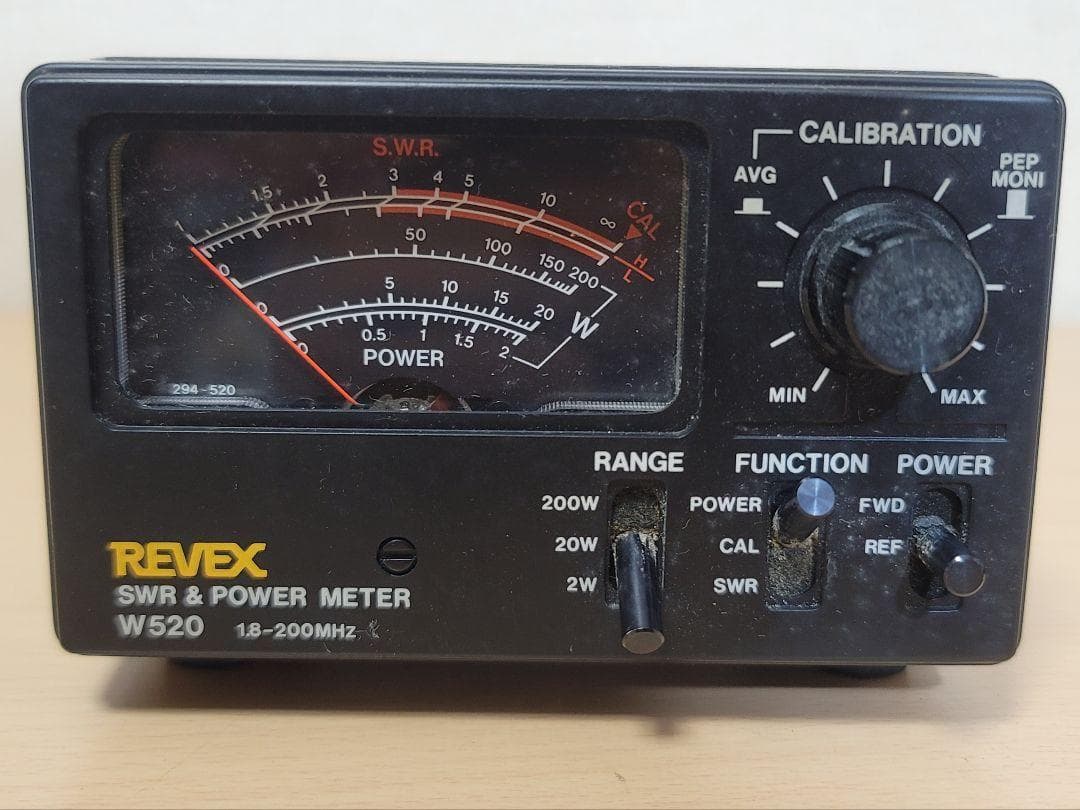 S.W.R.
1 1.5 2 3 4 5 10 ∞ CAL
H
L
0 50 100 150 200
W
0 5 10 15 20
0 0.5 1 1.5 2
POWER
294-520
CALIBRATION
AVG
PEP
MONI
MIN
MAX
RANGE
200W
20W
2W
FUNCTION
POWER
CAL
SWR
POWER
FWD
REF
REVEX
SWR & POWER METER
W520 1.8-200MHz